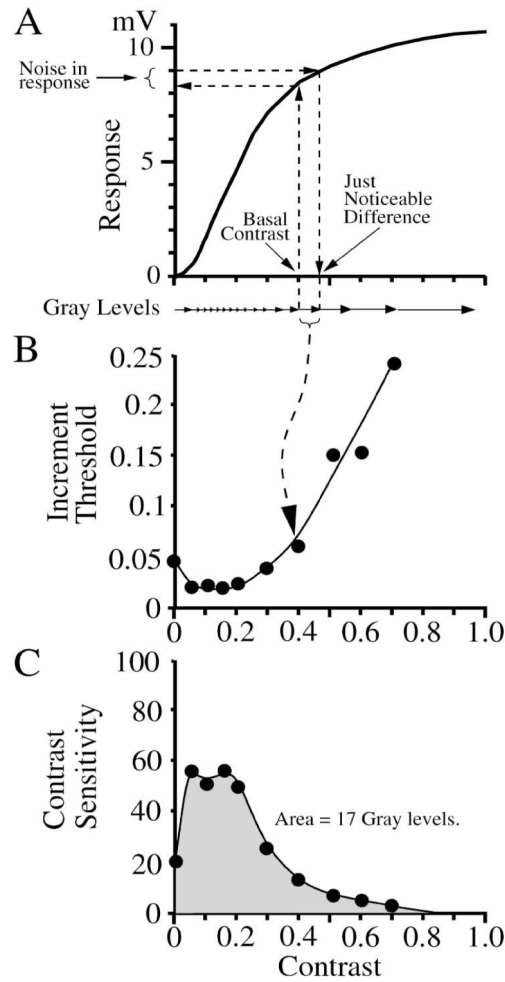 A
mV
10
Noise in
response
Response
5
Just
Noticeable
Difference
Basal
Contrast
0
Gray Levels
B
0.25
0.2
0.15
0.1
0.05
0
Increment
Threshold
0 0.2 0.4 0.6 0.8 1.0
C
100
80
60
40
20
0
Contrast
Sensitivity
Area = 17 Gray levels.
0 0.2 0.4 0.6 0.8 1.0
Contrast